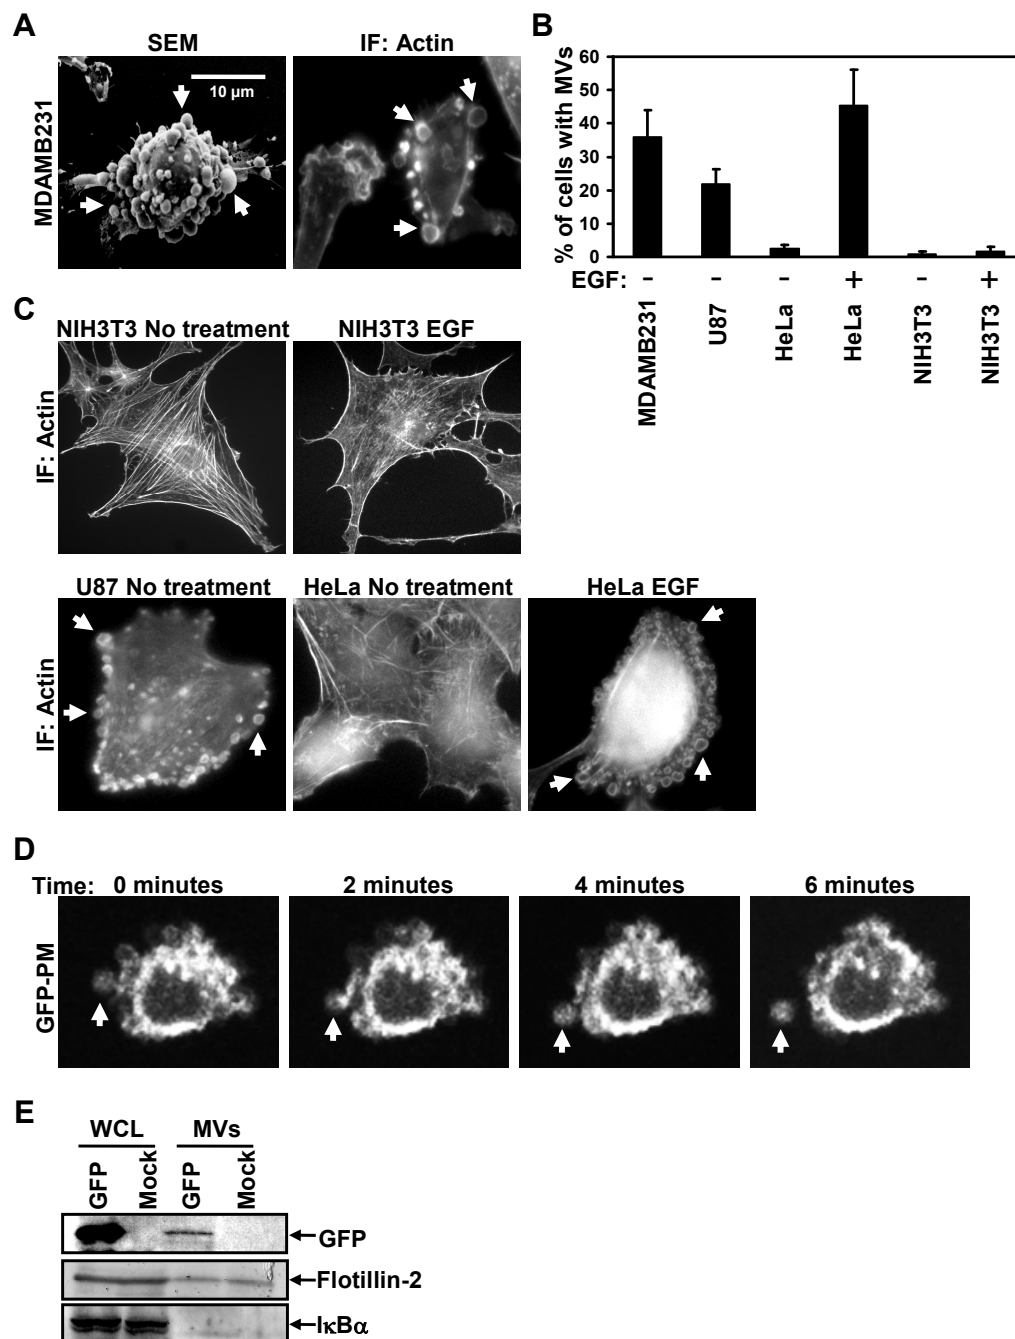 A
SEM
IF: Actin
MDAMB231
10 µm
B
% of cells with MVs
60
50
40
30
20
10
0
EGF: - - - + - +
MDAMB231
U87
HeLa
HeLa
NIH3T3
NIH3T3
C
NIH3T3 No treatment
NIH3T3 EGF
IF: Actin
U87 No treatment
HeLa No treatment
HeLa EGF
IF: Actin
D
Time: 0 minutes
2 minutes
4 minutes
6 minutes
GFP-PM
E
WCL
MVs
GFP
Mock
GFP
Mock
GFP
Flotillin-2
IκBα